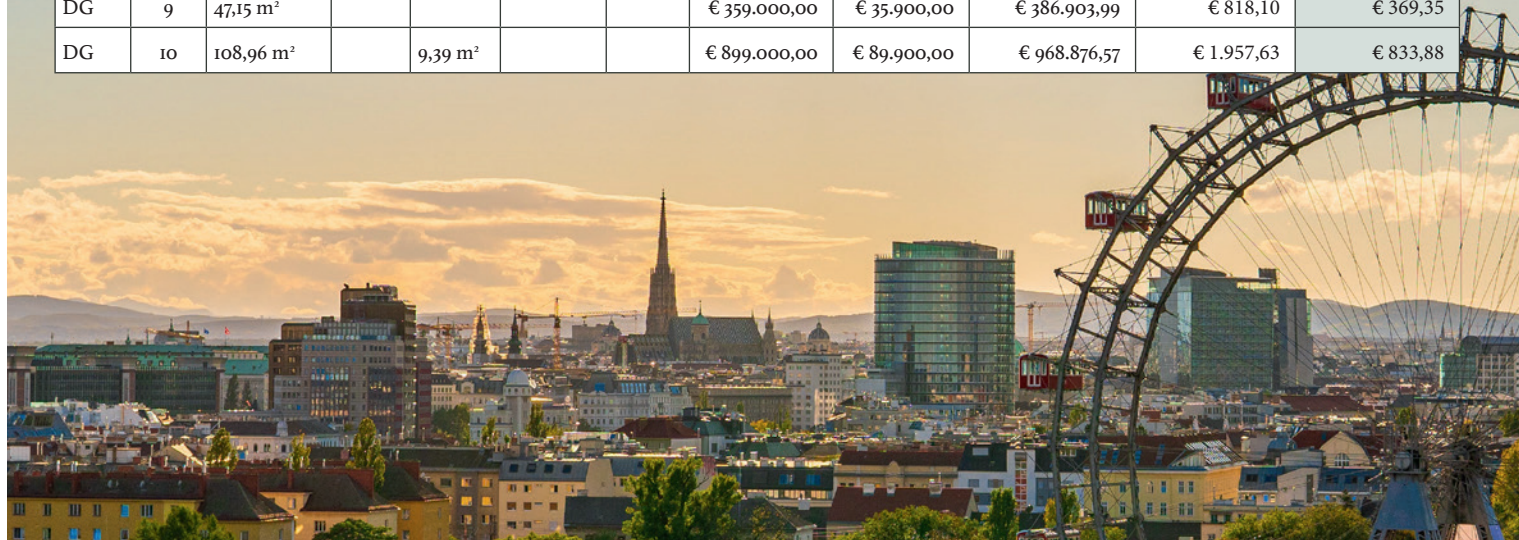 DG 9 47,15 m² € 359.000,00 € 35.900,00 € 386.903,99 € 818,10 € 369,35
DG 10 108,96 m² 9,39 m² € 899.000,00 € 89.900,00 € 968.876,57 € 1.957,63 € 833,88